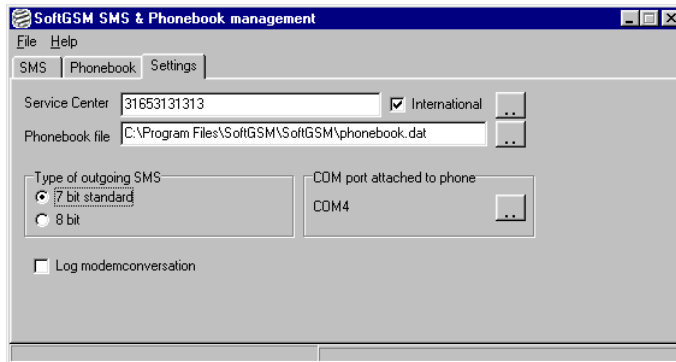 SoftGSM SMS & Phonebook management
File Help
SMS Phonebook Settings
Service Center 31653131313 International ..
Phonebook file C:\Program Files\SoftGSM\SoftGSM\phonebook.dat ..
Type of outgoing SMS COM port attached to phone
7 bit standard
COM4 ..
8 bit
Log modemconversation